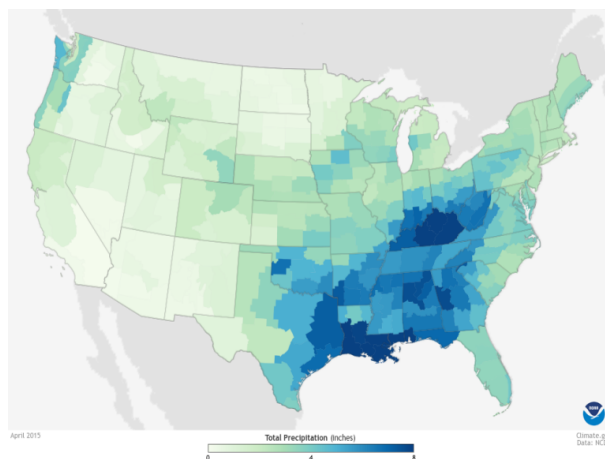 April 2015
Total Precipitation (inches)
0 4 8
Climate.g
Data: NC